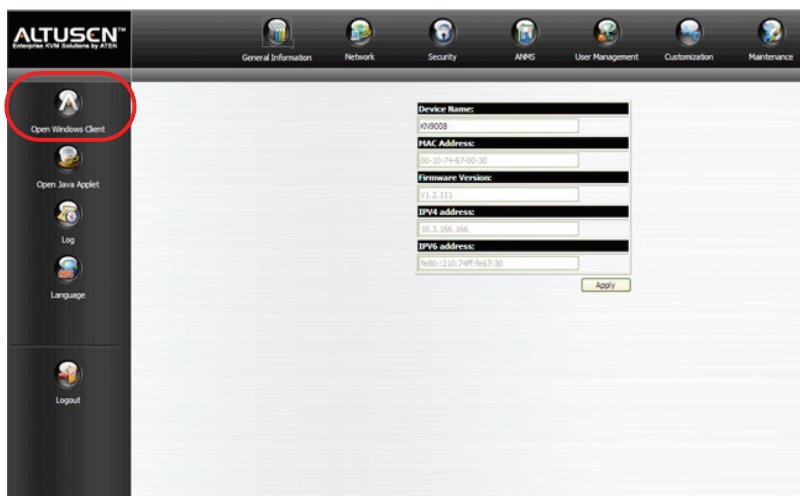 ALTUSEN™
Enterprise KVM Solutions by ATEN
General Information
Network
Security
ANMS
User Management
Customization
Maintenance
Open Windows Client
Open Java Applet
Log
ABC
Language
Logout
Device Name:
KN9008
MAC Address:
00-10-74-67-00-30
Firmware Version:
V1.2.111
IPV4 address:
10.3.166.166
IPV6 address:
fe80::210:74ff:fe67:30
Apply